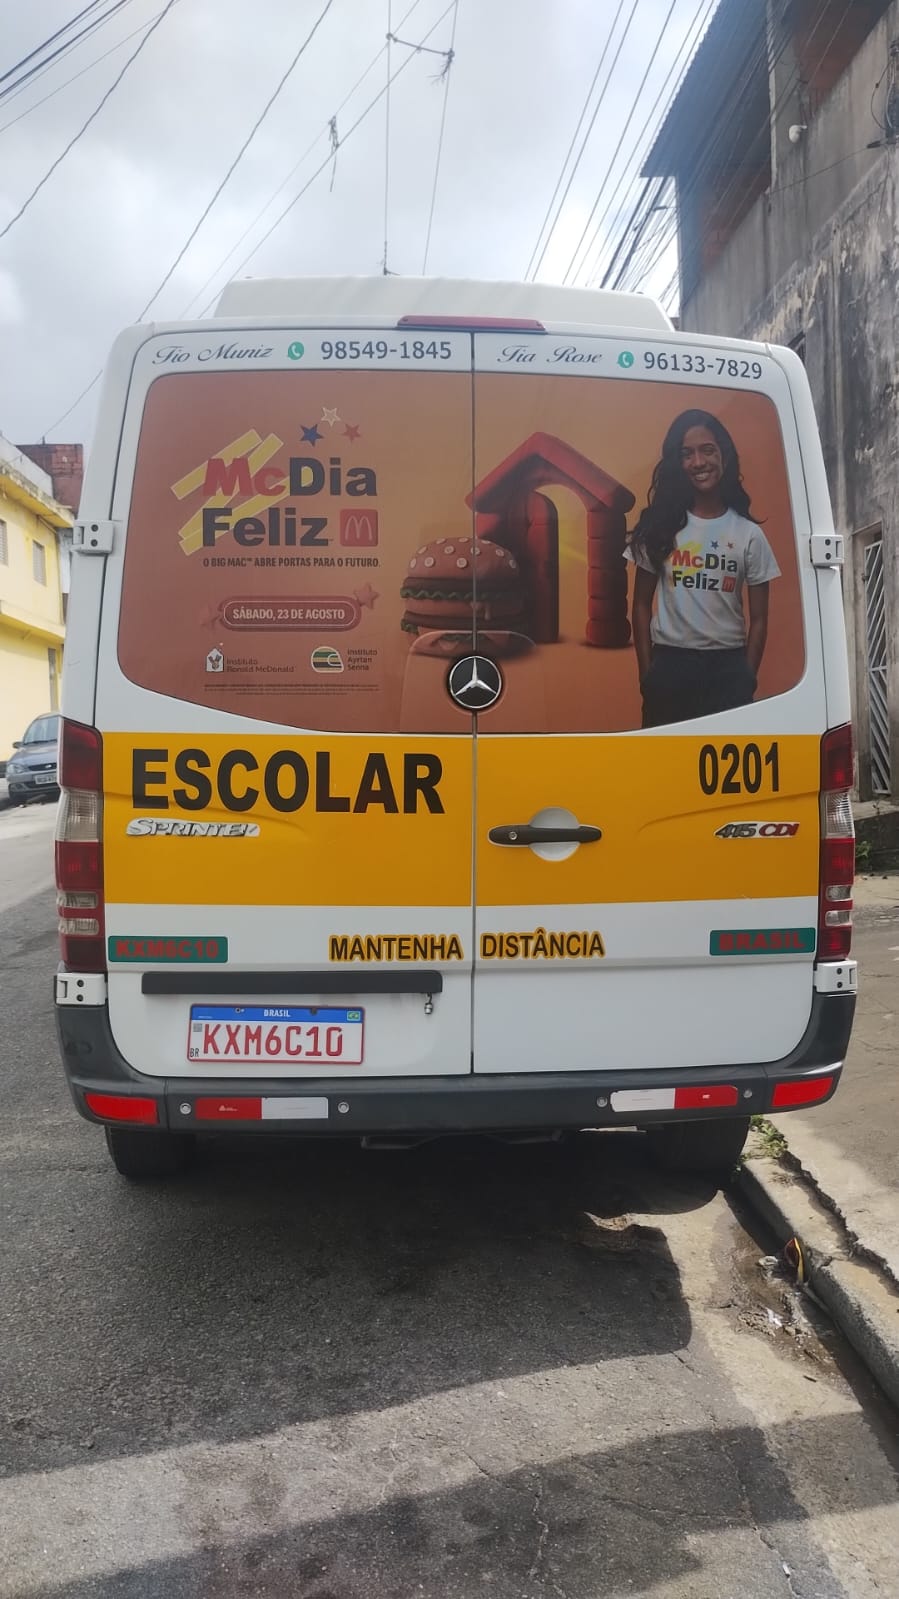 Tio Muniz 98549-1845 Tia Rose 96133-7829
McDia
Feliz
O BIG MAC™ ABRE PORTAS PARA O FUTURO.
SÁBADO, 23 DE AGOSTO
Instituto
Ronald McDonald
Instituto
Ayrton
Senna
McDia
Feliz
ESCOLAR 0201
SPRINTER 415 CDI
KXM6C10 MANTENHA DISTÂNCIA BRASIL
BRASIL
BR KXM6C10